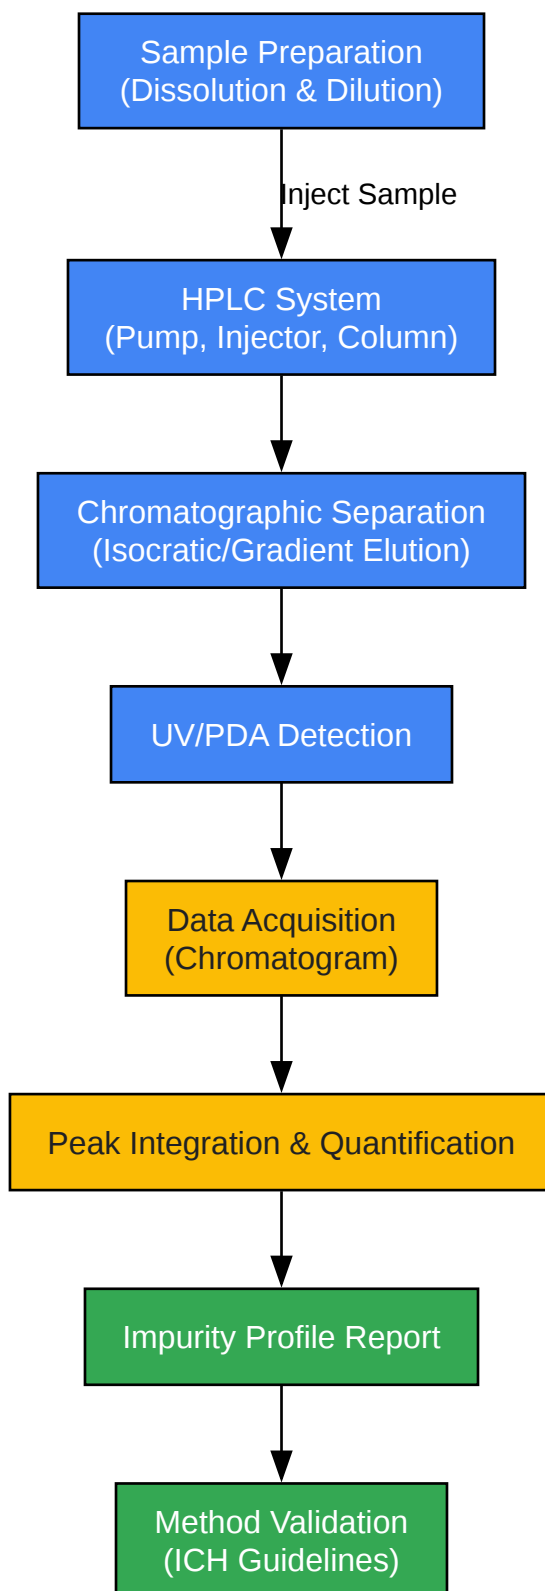 Sample Preparation
(Dissolution & Dilution)
Inject Sample
HPLC System
(Pump, Injector, Column)
Chromatographic Separation
(Isocratic/Gradient Elution)
UV/PDA Detection
Data Acquisition
(Chromatogram)
Peak Integration & Quantification
Impurity Profile Report
Method Validation
(ICH Guidelines)